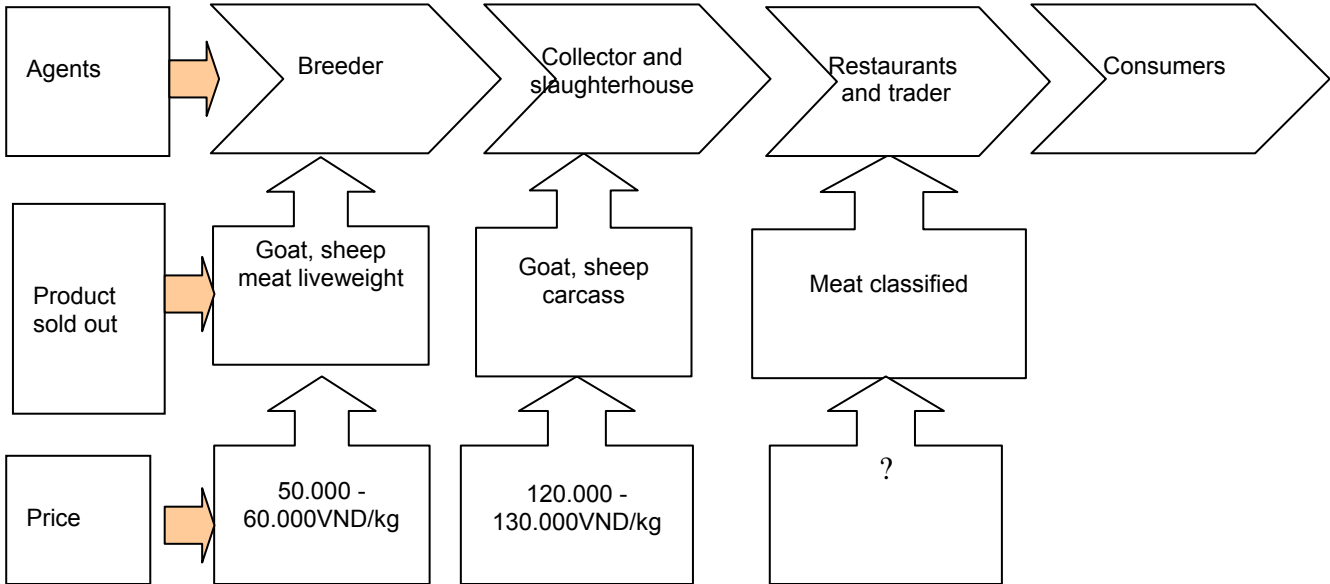 Agents
Breeder
Collector and
slaughterhouse
Restaurants
and trader
Consumers
Product
sold out
Goat, sheep
meat liveweight
Goat, sheep
carcass
Meat classified
Price
50.000 -
60.000VND/kg
120.000 -
130.000VND/kg
?